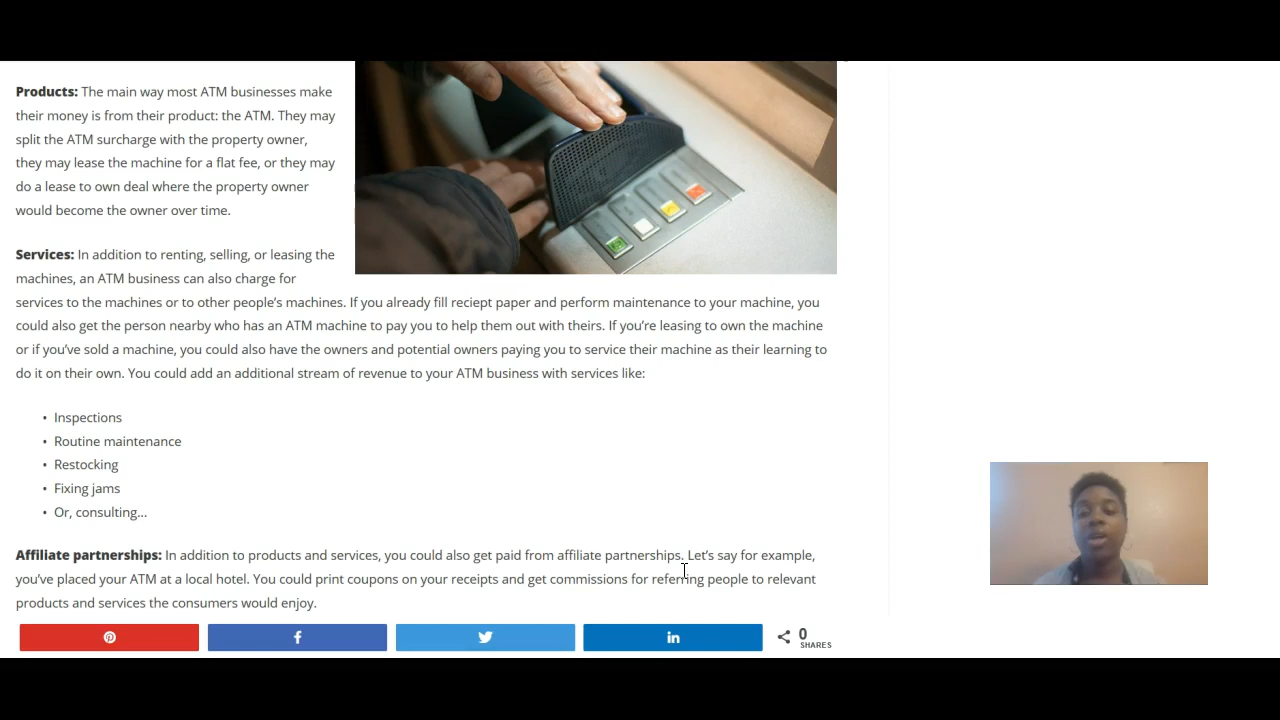 Products: The main way most ATM businesses make
their money is from their product: the ATM. They may
split the ATM surcharge with the property owner,
they may lease the machine for a flat fee, or they may
do a lease to own deal where the property owner
would become the owner over time.
Services: In addition to renting, selling, or leasing the
machines, an ATM business can also charge for
services to the machines or to other people's machines. If you already fill reciept paper and perform maintenance to your machine, you
could also get the person nearby who has an ATM machine to pay you to help them out with theirs. If you're leasing to own the machine
or if you've sold a machine, you could also have the owners and potential owners paying you to service their machine as their learning to
do it on their own. You could add an additional stream of revenue to your ATM business with services like:
• Inspections
• Routine maintenance
• Restocking
• Fixing jams
• Or, consulting...
Affiliate partnerships: In addition to products and services, you could also get paid from affiliate partnerships. Let's say for example,
you've placed your ATM at a local hotel. You could print coupons on your receipts and get commissions for referring people to relevant
products and services the consumers would enjoy.
0
SHARES